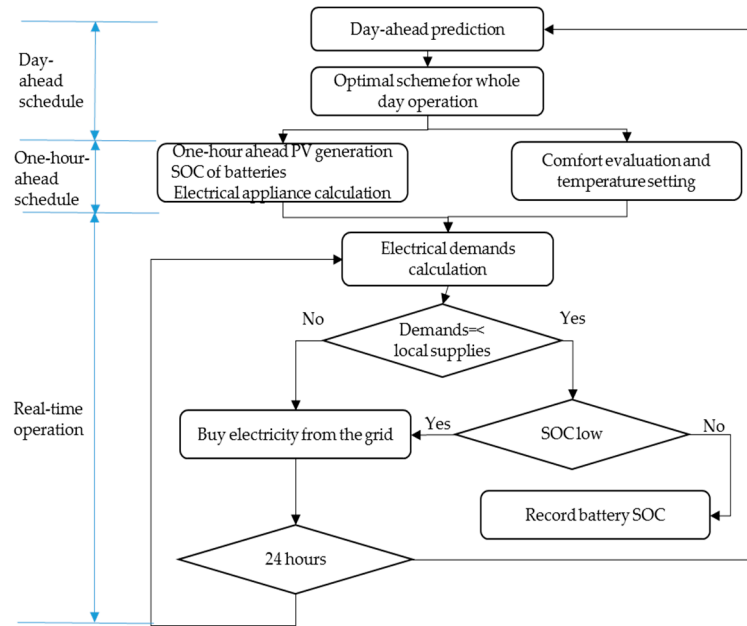 Day-ahead prediction
Day-
ahead
schedule
Optimal scheme for whole
day operation
One-hour-
ahead
schedule
One-hour ahead PV generation
SOC of batteries
Electrical appliance calculation
Comfort evaluation and
temperature setting
Electrical demands
calculation
No
Demands=<
local supplies
Yes
Real-time
operation
Buy electricity from the grid
Yes
SOC low
No
Record battery SOC
24 hours